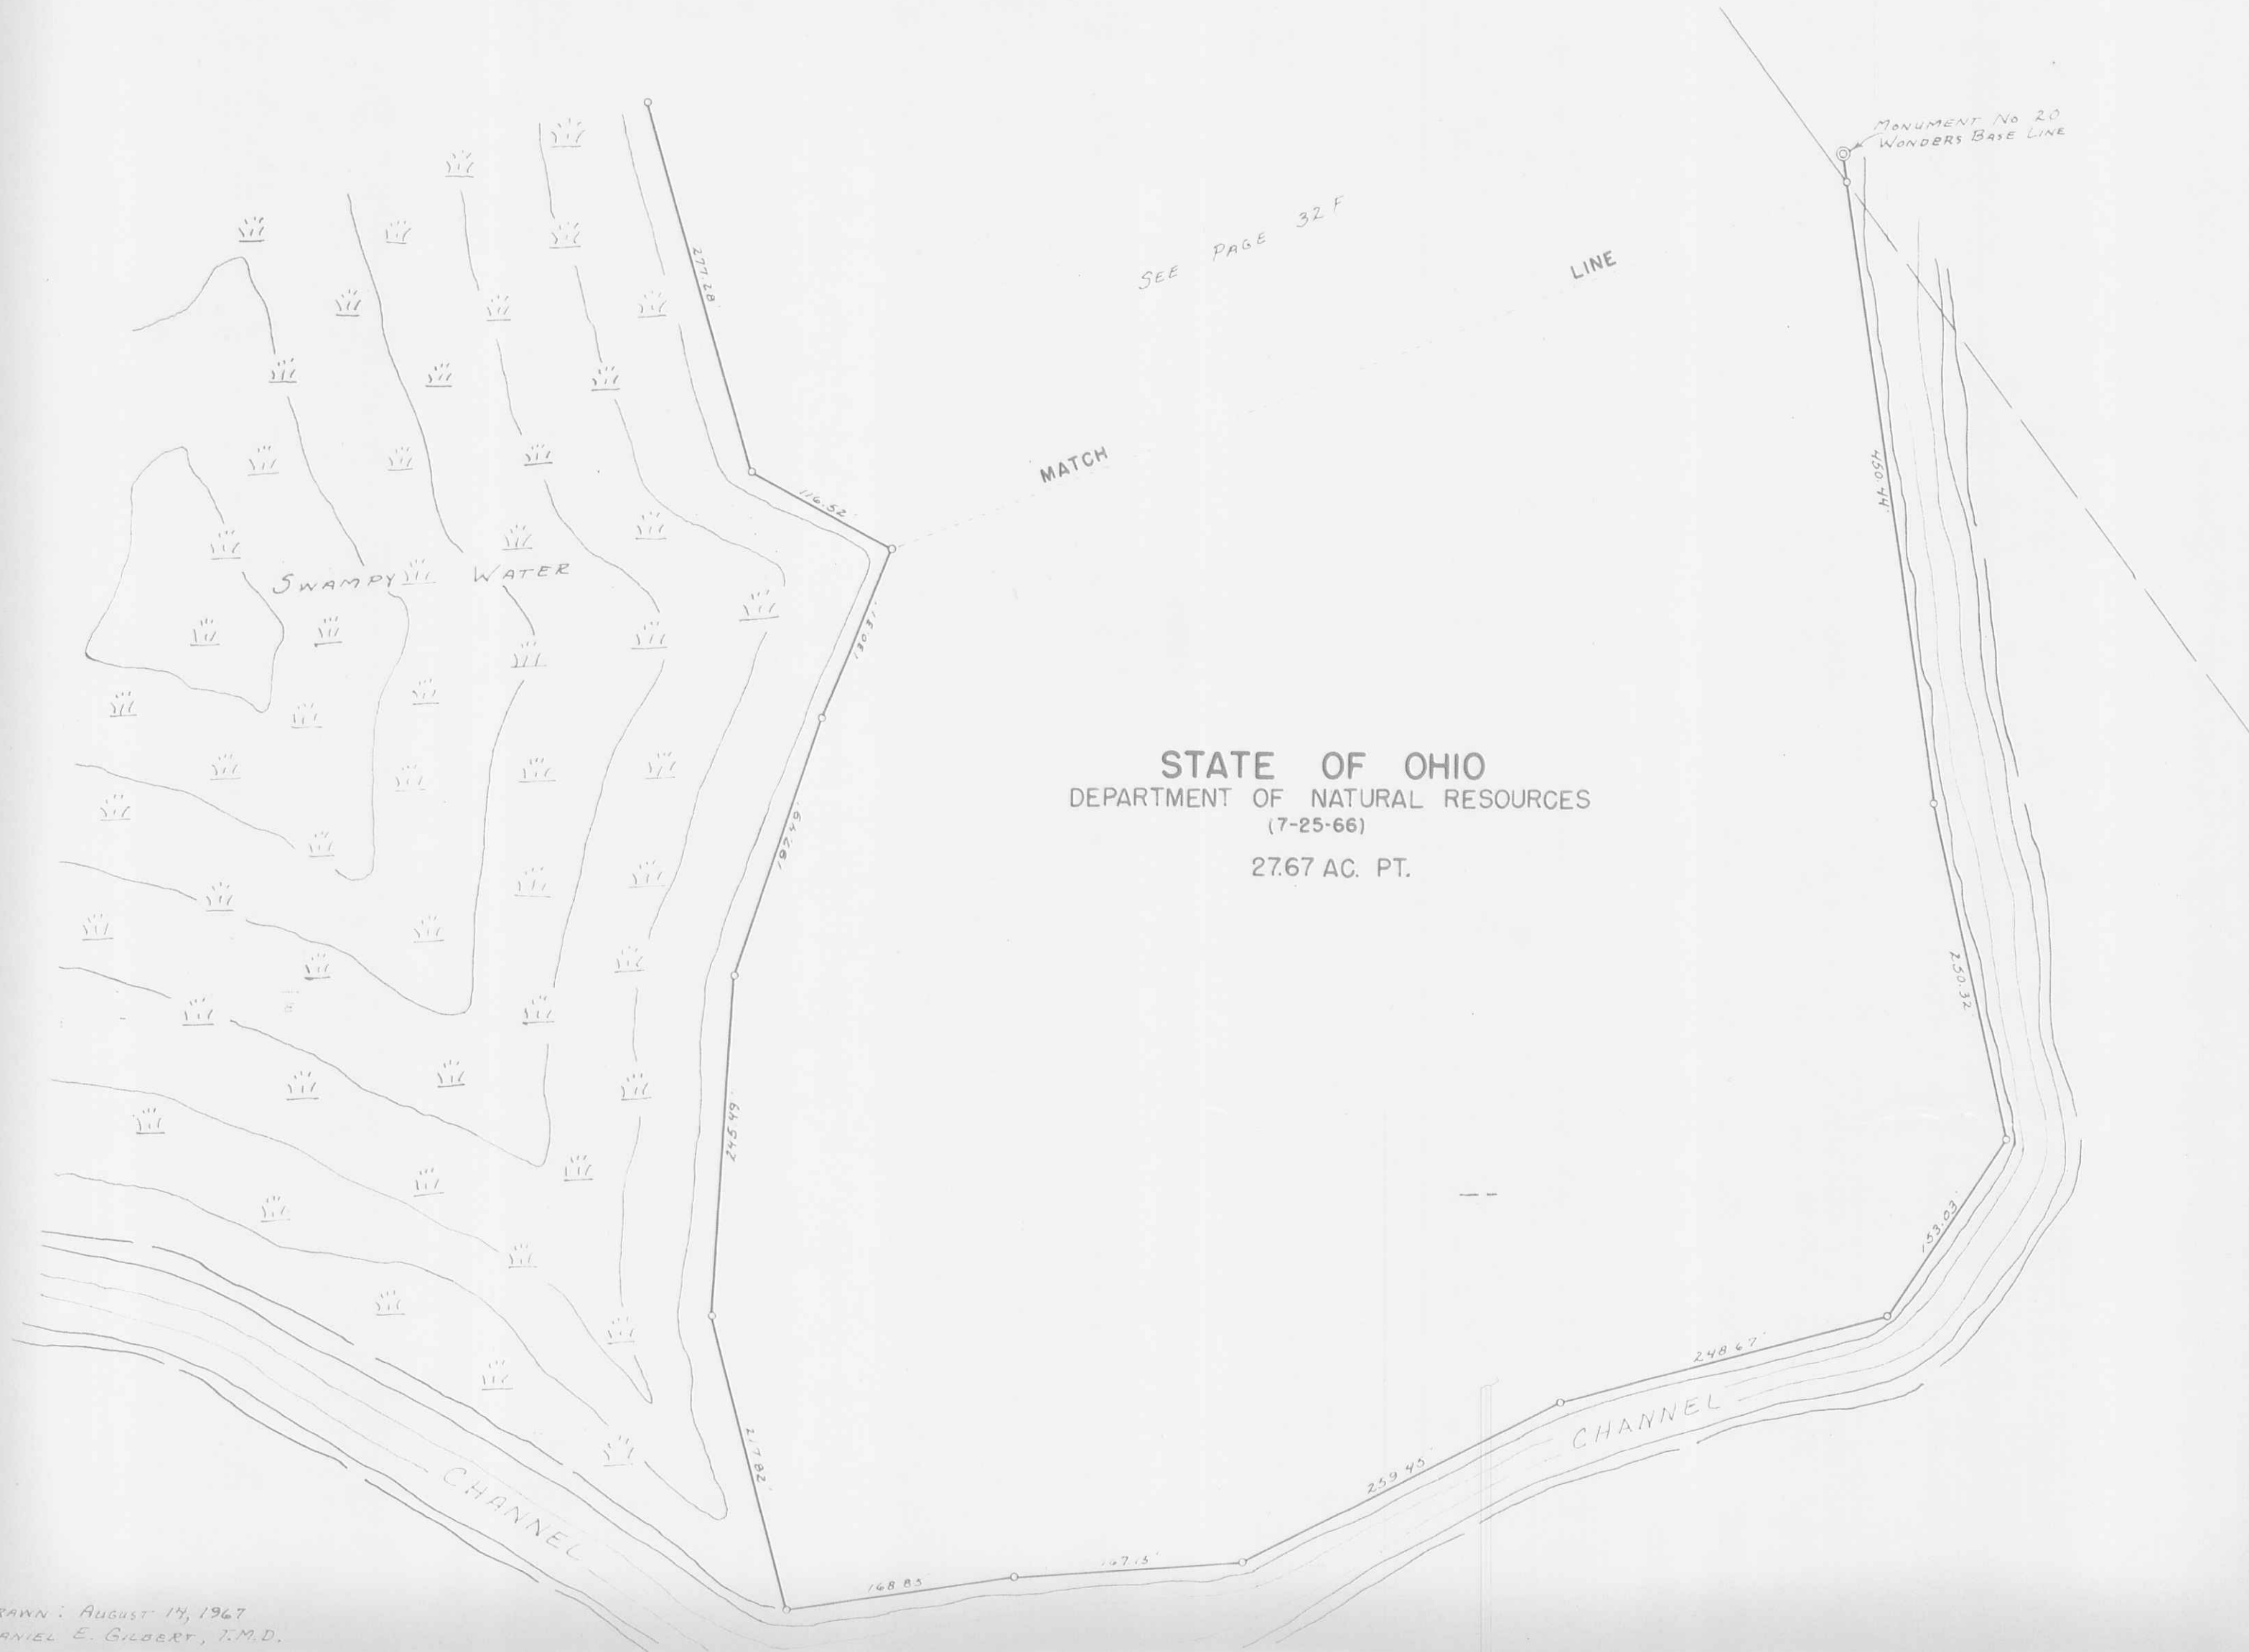 MONUMENT NO 20
WONDERS BASE LINE
SEE PAGE 32 F
MATCH LINE
277.28'
116.52'
450.44'
SWAMPY WATER
130.31'
STATE OF OHIO
DEPARTMENT OF NATURAL RESOURCES
(7-25-66)
27.67 AC. PT.
197.49'
250.32'
245.49'
153.03'
248.67'
CHANNEL
217.82'
259.45'
CHANNEL
168.85'
167.15'
RAWN: AUGUST 14, 1967
ANIEL E. GILBERT, T.M.D.